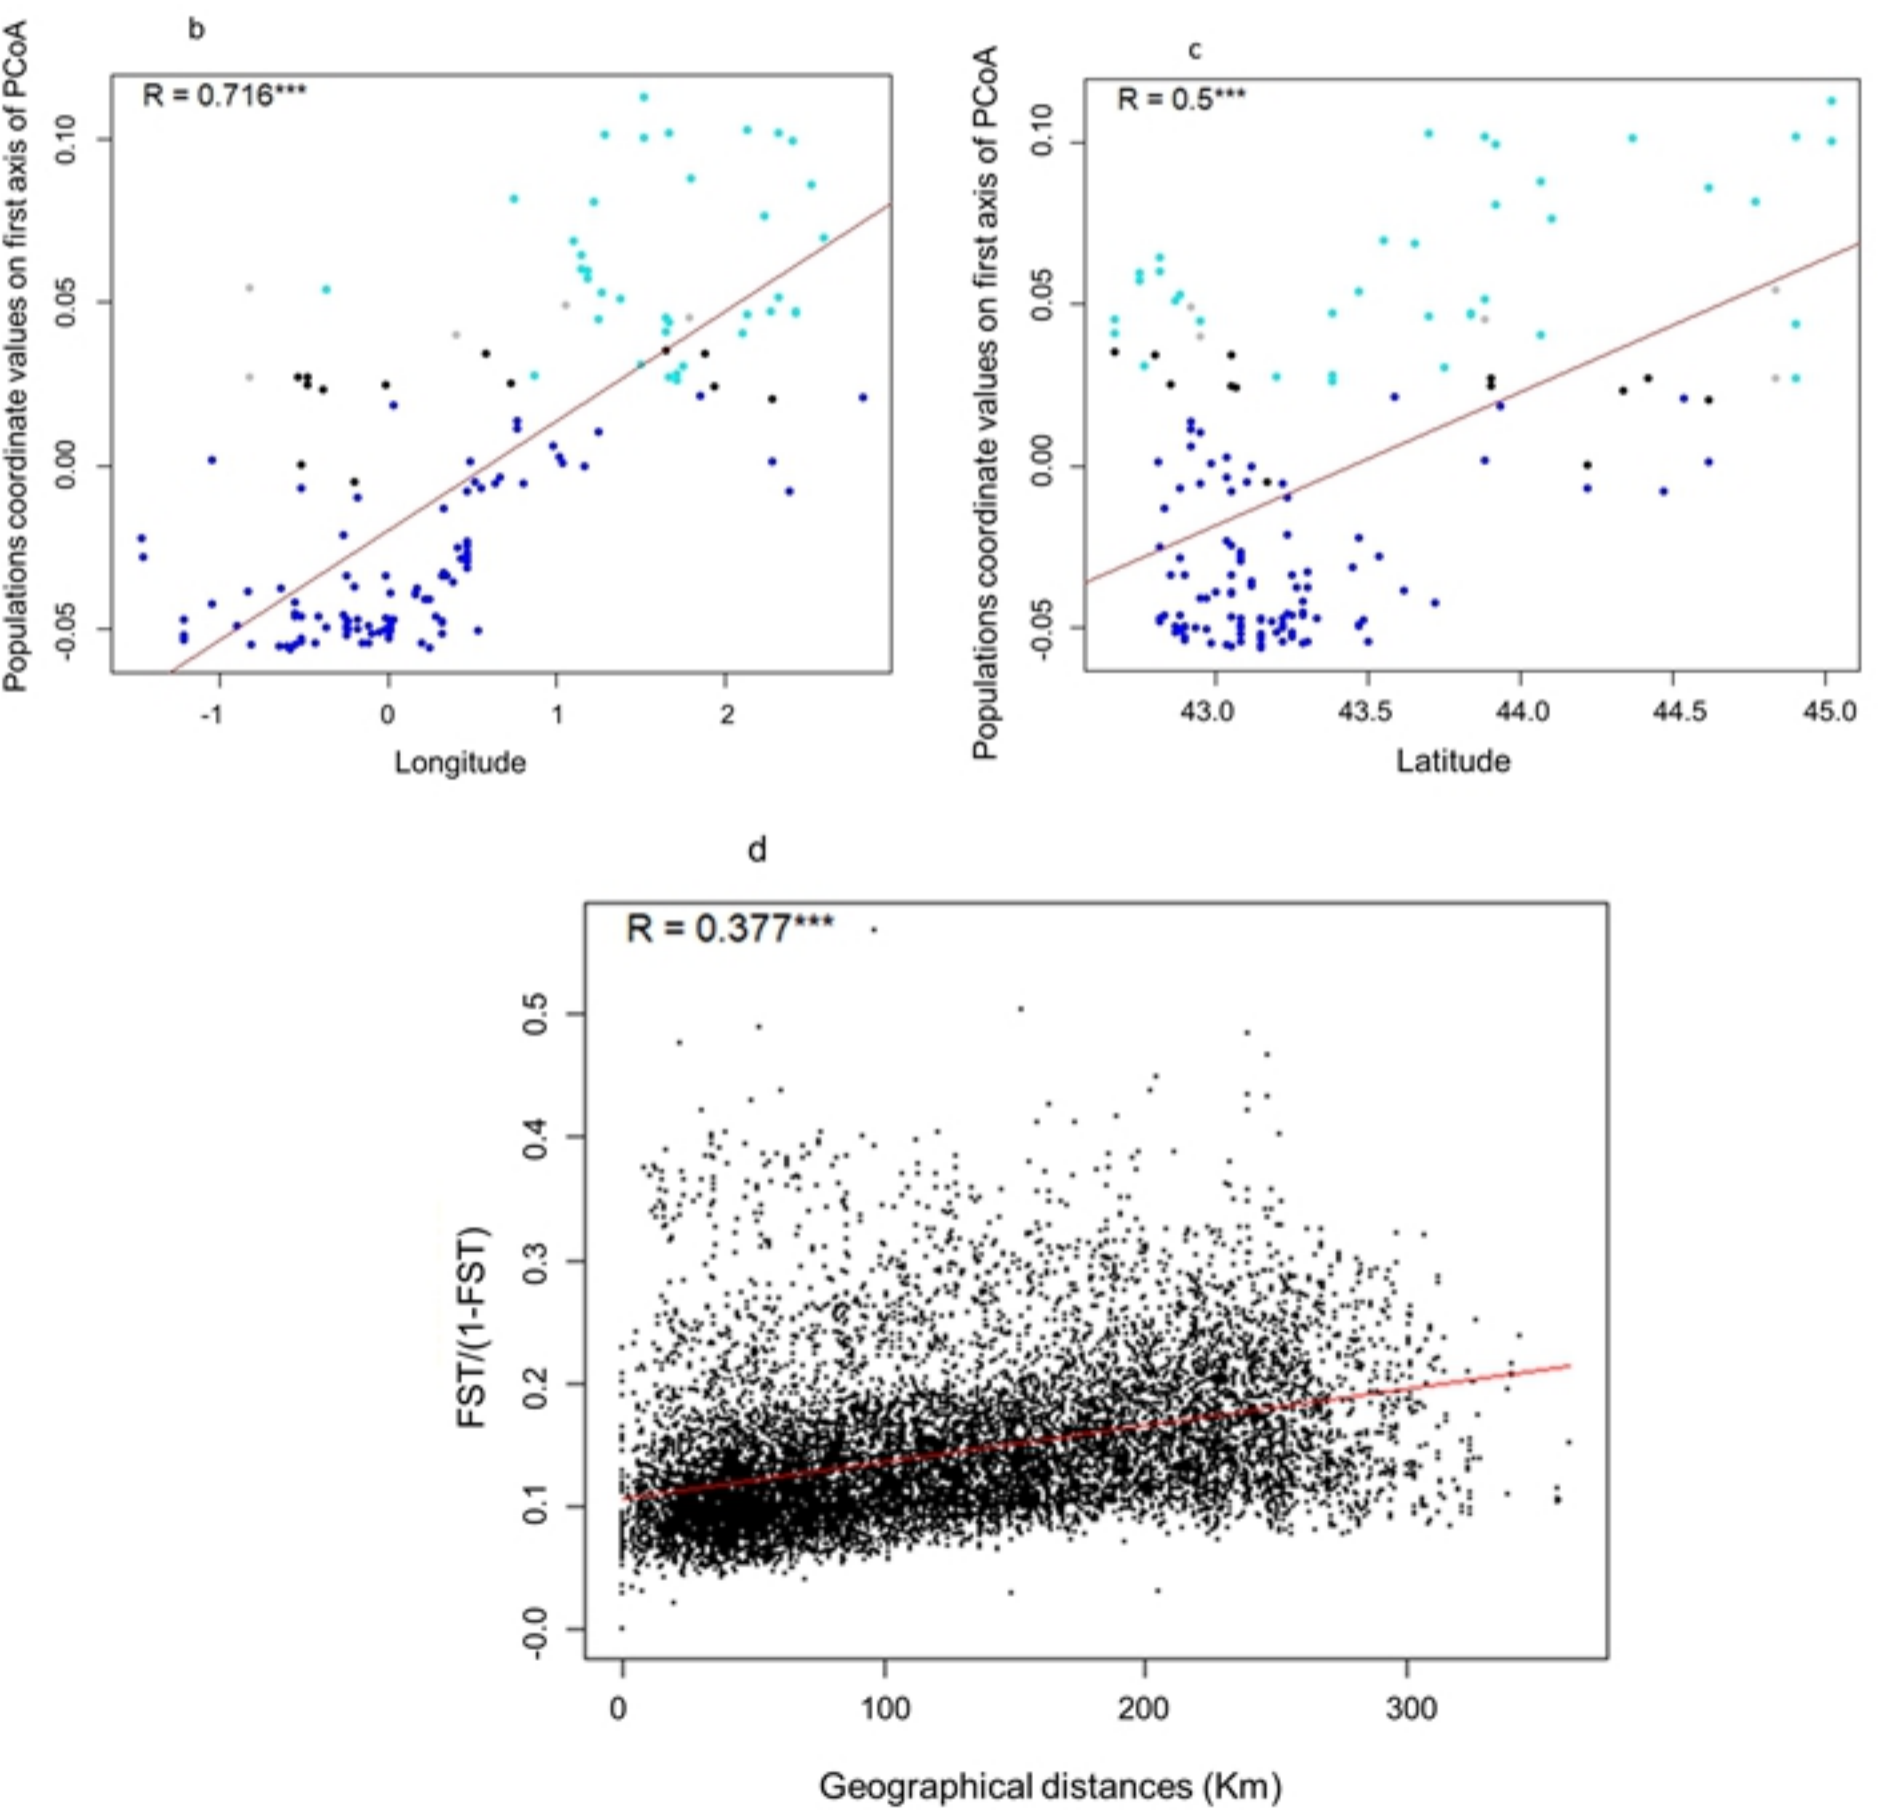 b
R = 0.716***
Populations coordinate values on first axis of PCoA
0.10
0.05
0.00
-0.05
-1 0 1 2
Longitude
c
R = 0.5***
Populations coordinate values on first axis of PCoA
0.10
0.05
0.00
-0.05
43.0 43.5 44.0 44.5 45.0
Latitude
d
R = 0.377***
FST/(1-FST)
0.5
0.4
0.3
0.2
0.1
-0.0
0 100 200 300
Geographical distances (Km)